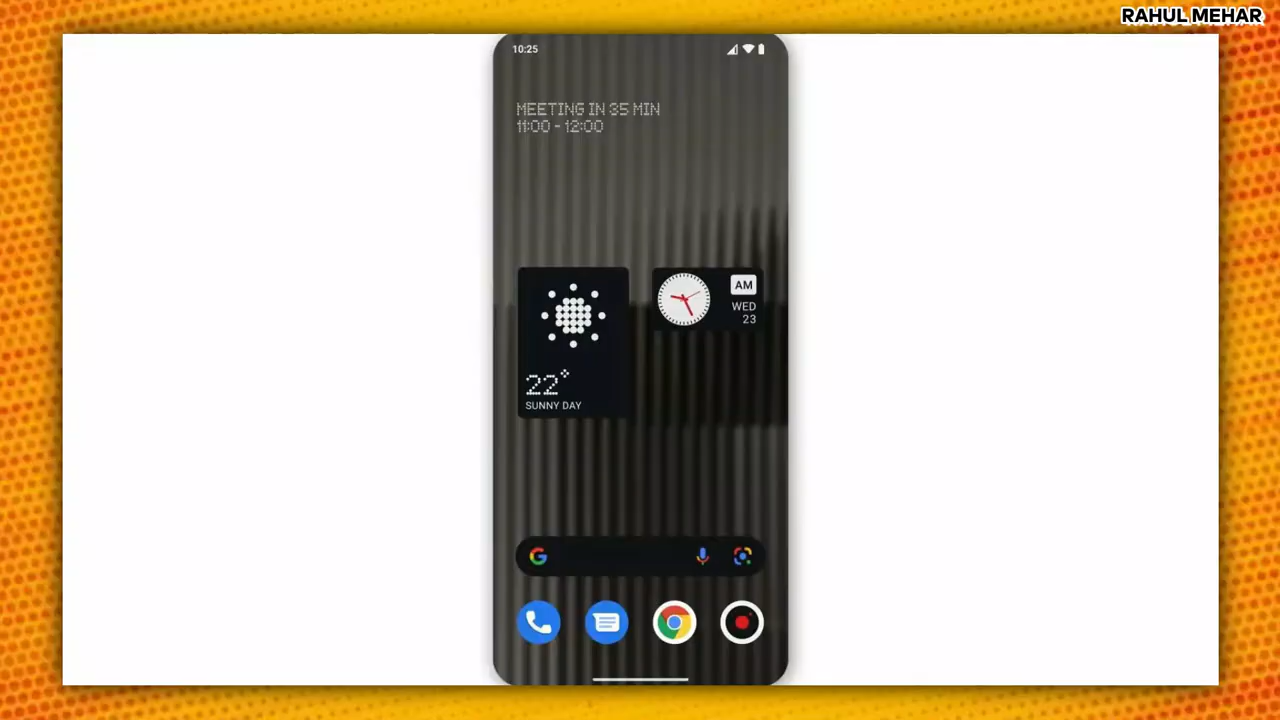 RAHUL MEHAR
10:25
MEETING IN 35 MIN
11:00 - 12:00
AM
WED
23
22°
SUNNY DAY
G